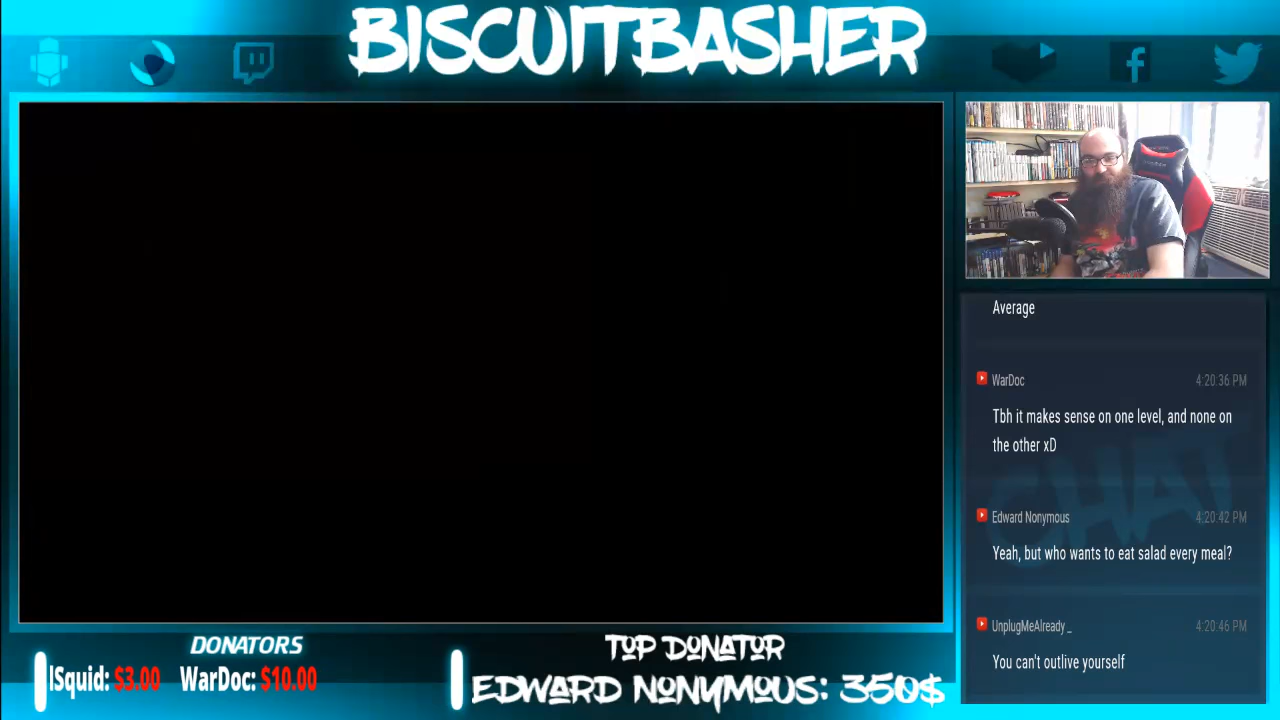 BISCUITBASHER
Average
WarDoc 4:20:36 PM
Tbh it makes sense on one level, and none on
the other xD
Edward Nonymous 4:20:42 PM
Yeah, but who wants to eat salad every meal?
UnplugMeAlready_ 4:20:46 PM
You can't outlive yourself
CHAT
DONATORS
lSquid: $3.00 WarDoc: $10.00
TOP DONATOR
EDWARD NONYMOUS: 350$